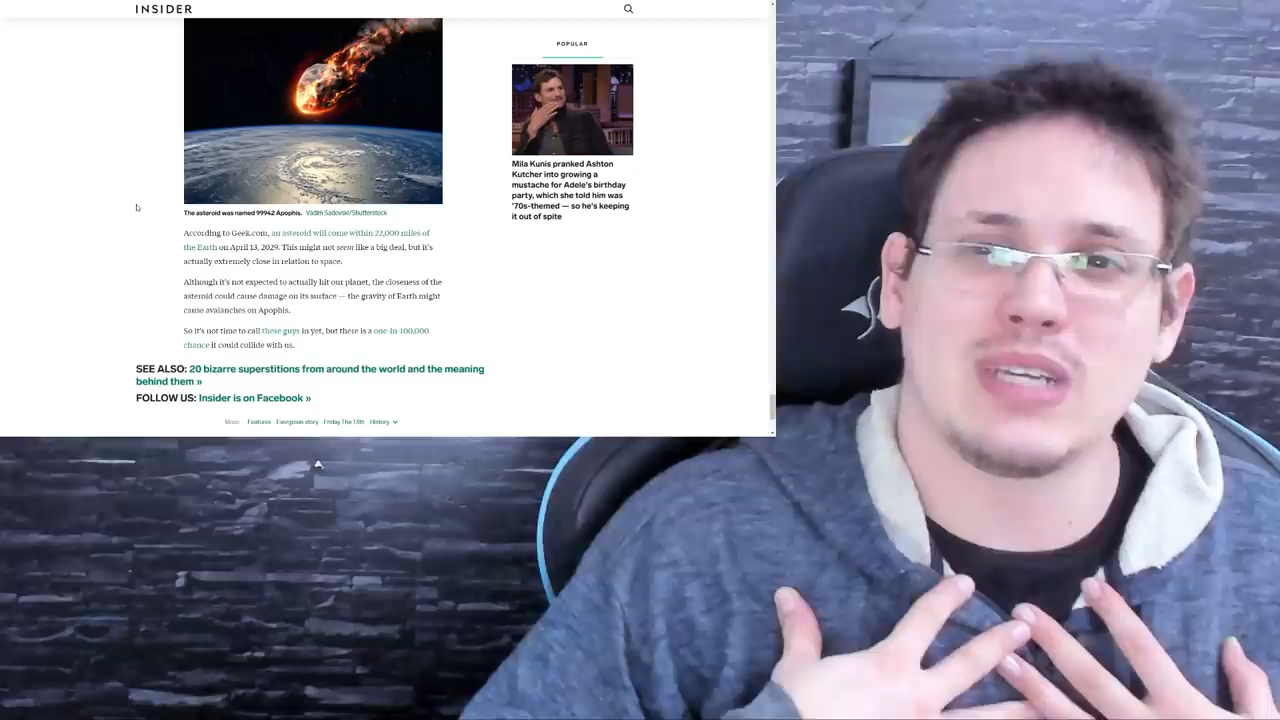 INSIDER
POPULAR
Mila Kunis pranked Ashton
Kutcher into growing a
mustache for Adele's birthday
party, which she told him was
'70s-themed — so he's keeping
it out of spite
The asteroid was named 99942 Apophis. Vadim Sadovski/Shutterstock
According to Geek.com, an asteroid will come within 22,000 miles of
the Earth on April 13, 2029. This might not seem like a big deal, but it's
actually extremely close in relation to space.
Although it's not expected to actually hit our planet, the closeness of the
asteroid could cause damage on its surface — the gravity of Earth might
cause avalanches on Apophis.
So it's not time to call these guys in yet, but there is a one-in-100,000
chance it could collide with us.
SEE ALSO: 20 bizarre superstitions from around the world and the meaning
behind them »
FOLLOW US: Insider is on Facebook »
More: Features Evergreen story Friday The 13th History